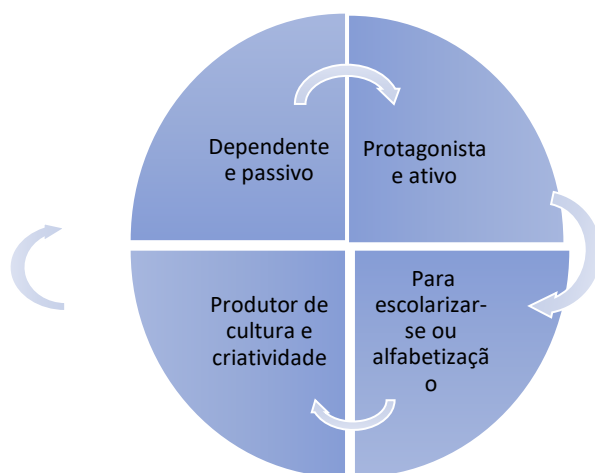 Dependente
e passivo
Protagonista
e ativo
Para
escolarizar-
se ou
alfabetizaçã
o
Produtor de
cultura e
criatividade